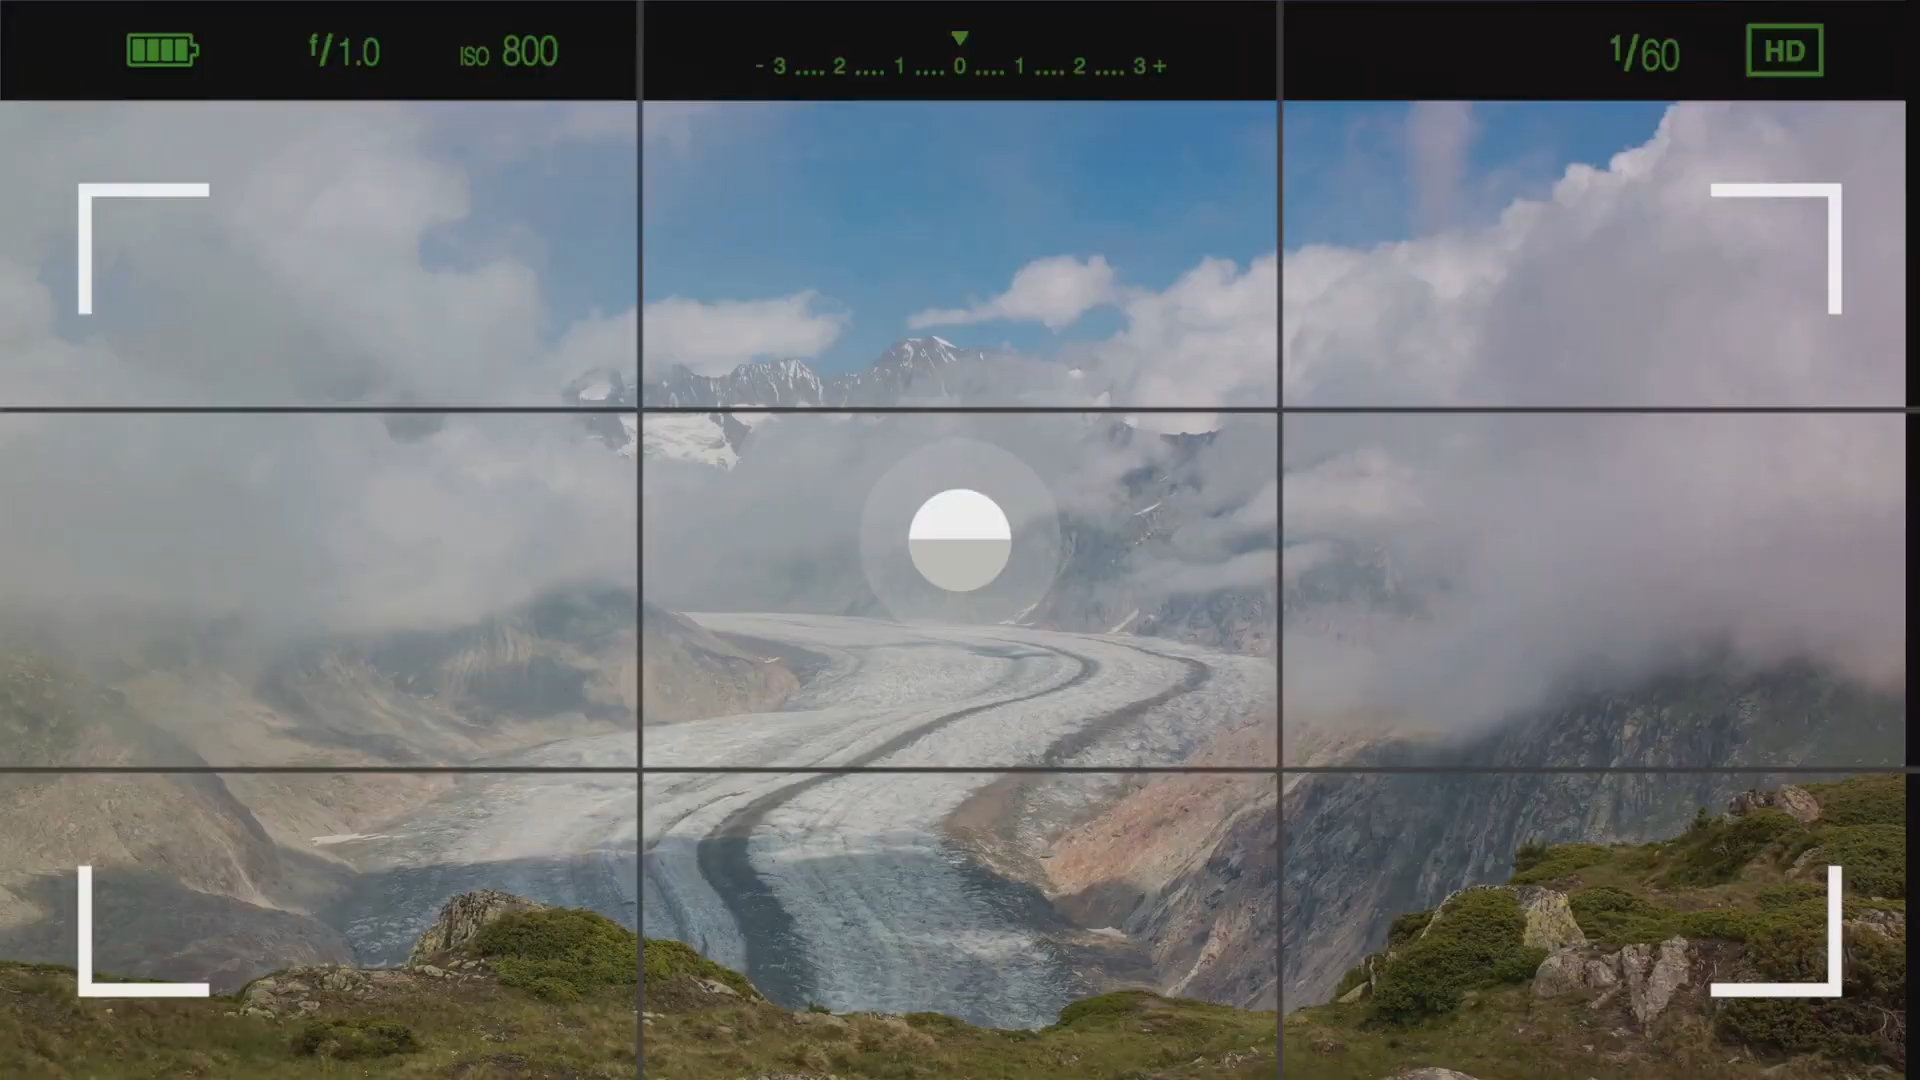 f/1.0
ISO 800
- 3 .... 2 .... 1 .... 0 .... 1 .... 2 .... 3 +
1/60
HD